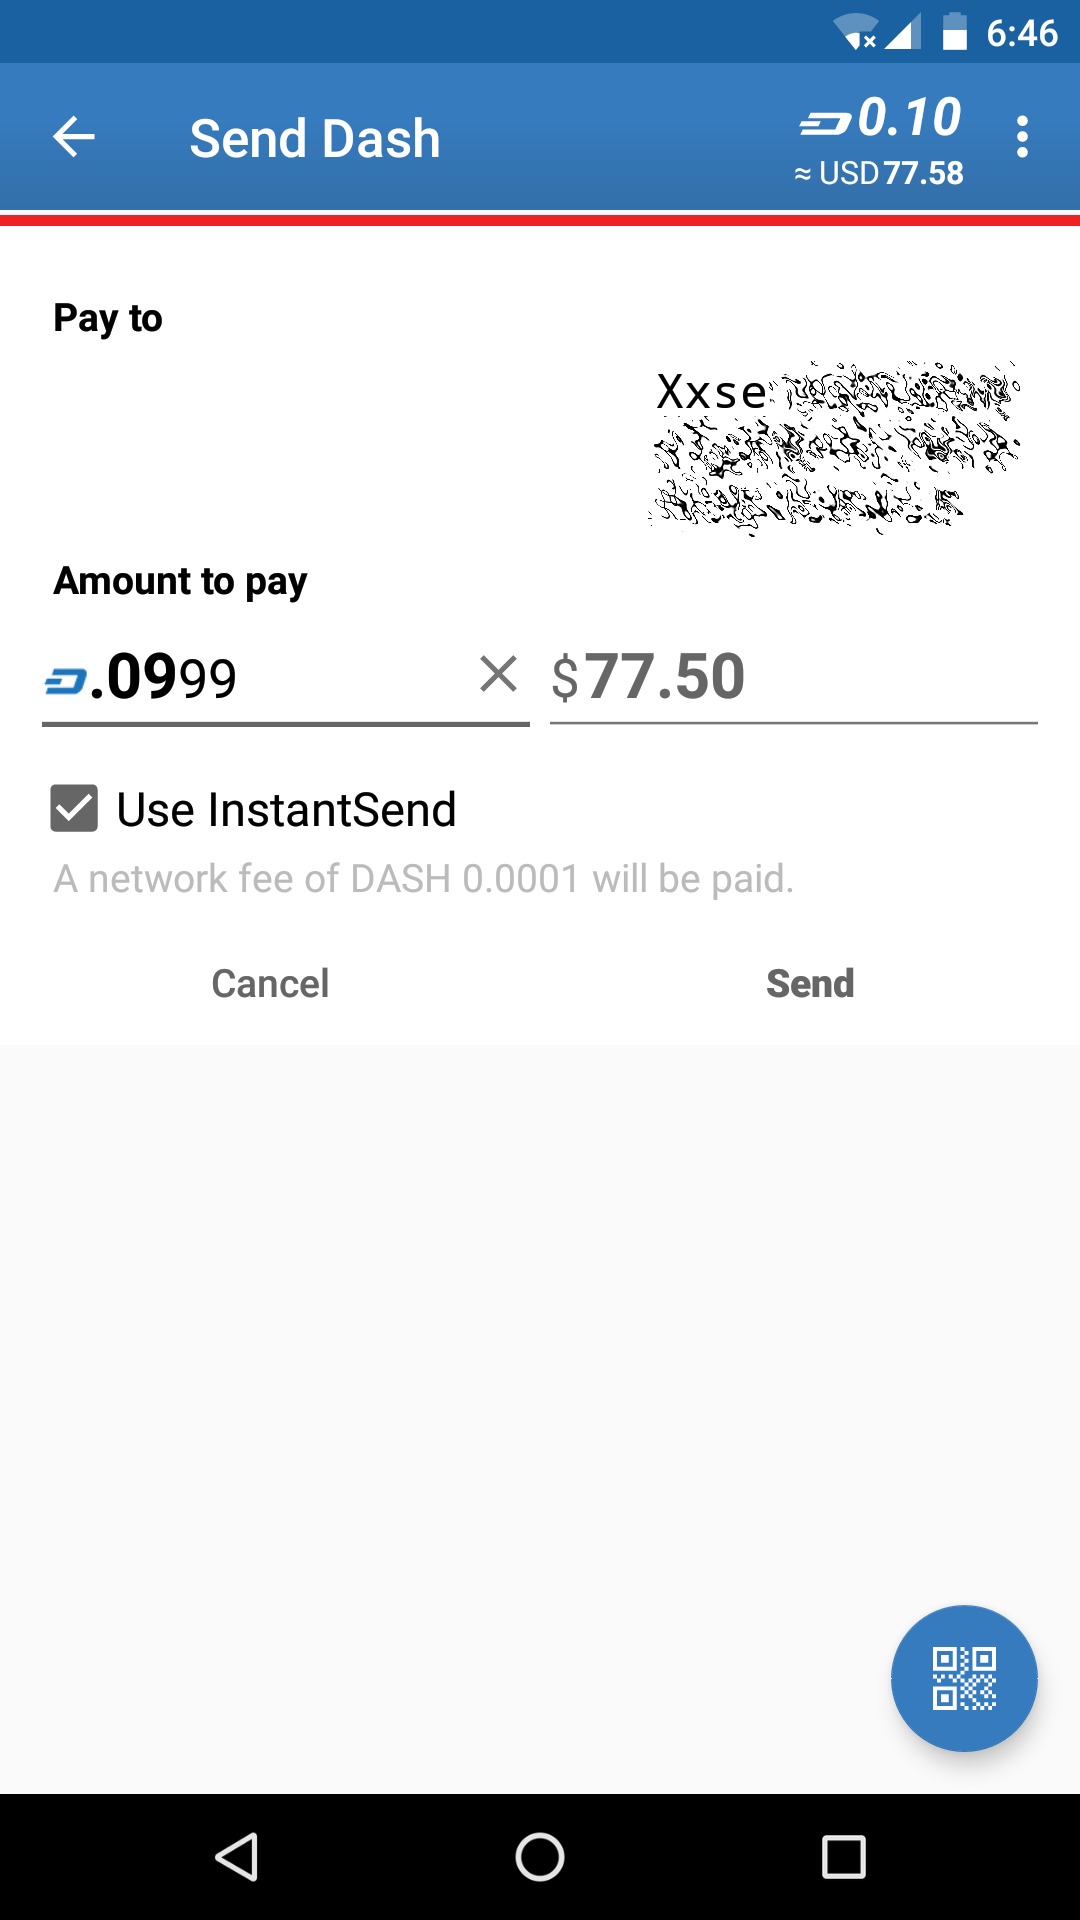 6:46
Send Dash
0.10
≈ USD 77.58
Pay to
Xxse
Amount to pay
.0999
$77.50
Use InstantSend
A network fee of DASH 0.0001 will be paid.
Cancel Send